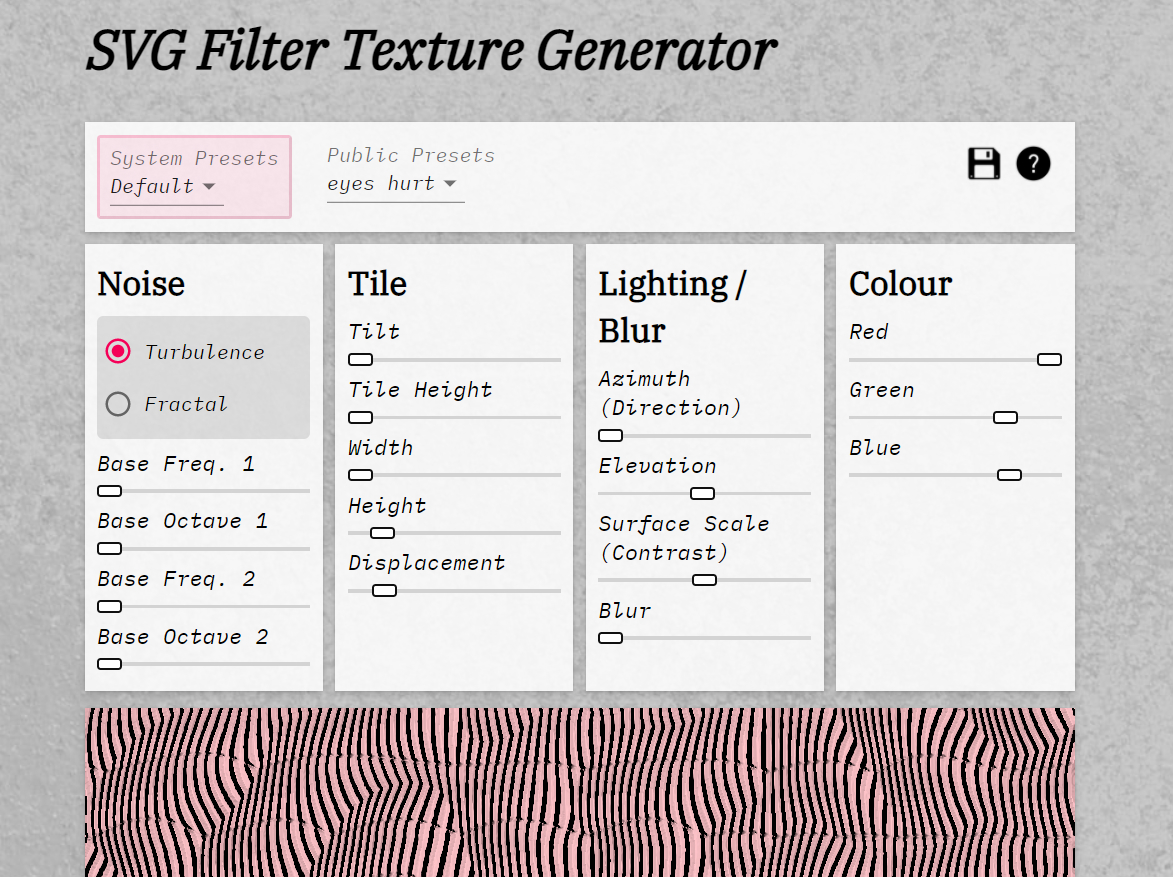 SVG Filter Texture Generator
System Presets
Default
Public Presets
eyes hurt
?
Noise
Turbulence
Fractal
Base Freq. 1
Base Octave 1
Base Freq. 2
Base Octave 2
Tile
Tilt
Tile Height
Width
Height
Displacement
Lighting /
Blur
Azimuth
(Direction)
Elevation
Surface Scale
(Contrast)
Blur
Colour
Red
Green
Blue